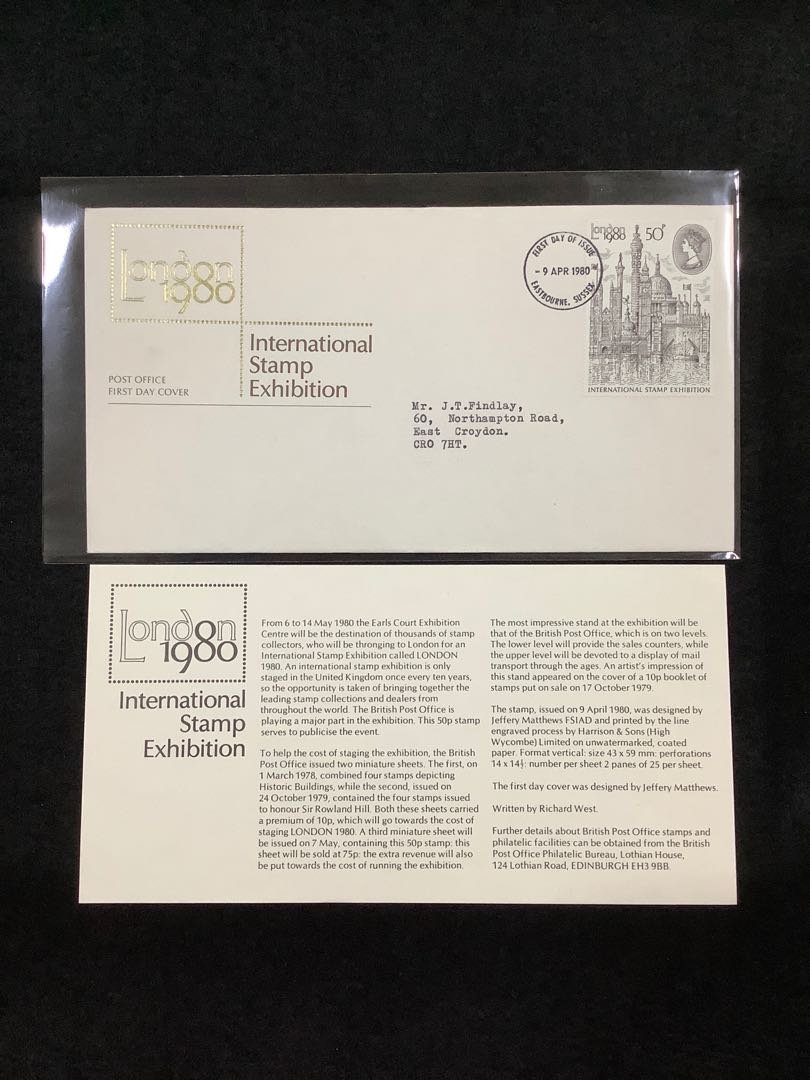 London
1980
POST OFFICE
FIRST DAY COVER
International
Stamp
Exhibition
FIRST DAY OF ISSUE
- 9 APR 1980
EASTBOURNE, SUSSEX
London
1980
50P
INTERNATIONAL STAMP EXHIBITION
Mr. J.T.Findlay,
60, Northampton Road,
East Croydon.
CRO 7HT.
London
1980
International
Stamp
Exhibition
From 6 to 14 May 1980 the Earls Court Exhibition
Centre will be the destination of thousands of stamp
collectors, who will be thronging to London for an
International Stamp Exhibition called LONDON
1980. An international stamp exhibition is only
staged in the United Kingdom once every ten years,
so the opportunity is taken of bringing together the
leading stamp collections and dealers from
throughout the world. The British Post Office is
playing a major part in the exhibition. This 50p stamp
serves to publicise the event.
To help the cost of staging the exhibition, the British
Post Office issued two miniature sheets. The first, on
1 March 1978, combined four stamps depicting
Historic Buildings, while the second, issued on
24 October 1979, contained the four stamps issued
to honour Sir Rowland Hill. Both these sheets carried
a premium of 10p, which will go towards the cost of
staging LONDON 1980. A third miniature sheet will
be issued on 7 May, containing this 50p stamp: this
sheet will be sold at 75p: the extra revenue will also
be put towards the cost of running the exhibition.
The most impressive stand at the exhibition will be
that of the British Post Office, which is on two levels.
The lower level will provide the sales counters, while
the upper level will be devoted to a display of mail
transport through the ages. An artist's impression of
this stand appeared on the cover of a 10p booklet of
stamps put on sale on 17 October 1979.
The stamp, issued on 9 April 1980, was designed by
Jeffery Matthews FSIAD and printed by the line
engraved process by Harrison & Sons (High
Wycombe) Limited on unwatermarked, coated
paper. Format vertical: size 43 x 59 mm: perforations
14 x 14½: number per sheet 2 panes of 25 per sheet.
The first day cover was designed by Jeffery Matthews.
Written by Richard West.
Further details about British Post Office stamps and
philatelic facilities can be obtained from the British
Post Office Philatelic Bureau, Lothian House,
124 Lothian Road, EDINBURGH EH3 9BB.